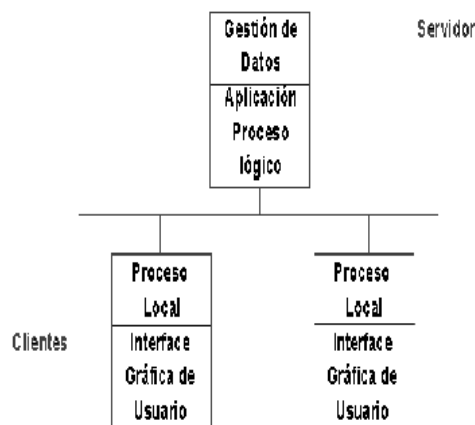 Gestión de
Datos
Servidor
Aplicación
Proceso
lógico
Proceso
Local
Proceso
Local
Clientes
Interface
Gráfica de
Usuario
Interface
Gráfica de
Usuario